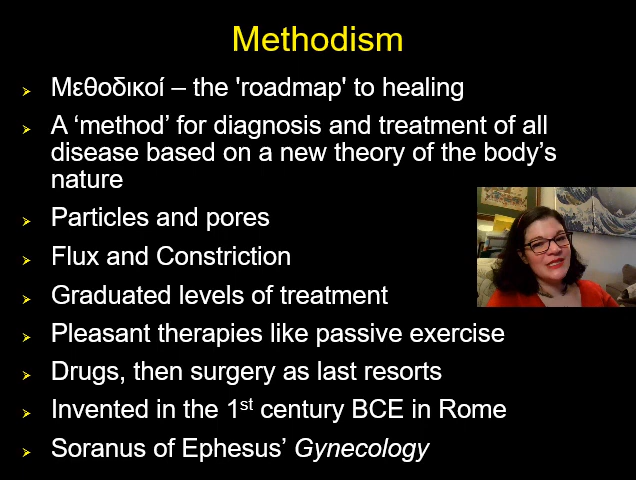 Methodism
Μεθοδικοί – the 'roadmap' to healing
A ‘method’ for diagnosis and treatment of all
disease based on a new theory of the body’s
nature
Particles and pores
Flux and Constriction
Graduated levels of treatment
Pleasant therapies like passive exercise
Drugs, then surgery as last resorts
Invented in the 1st century BCE in Rome
Soranus of Ephesus’ Gynecology